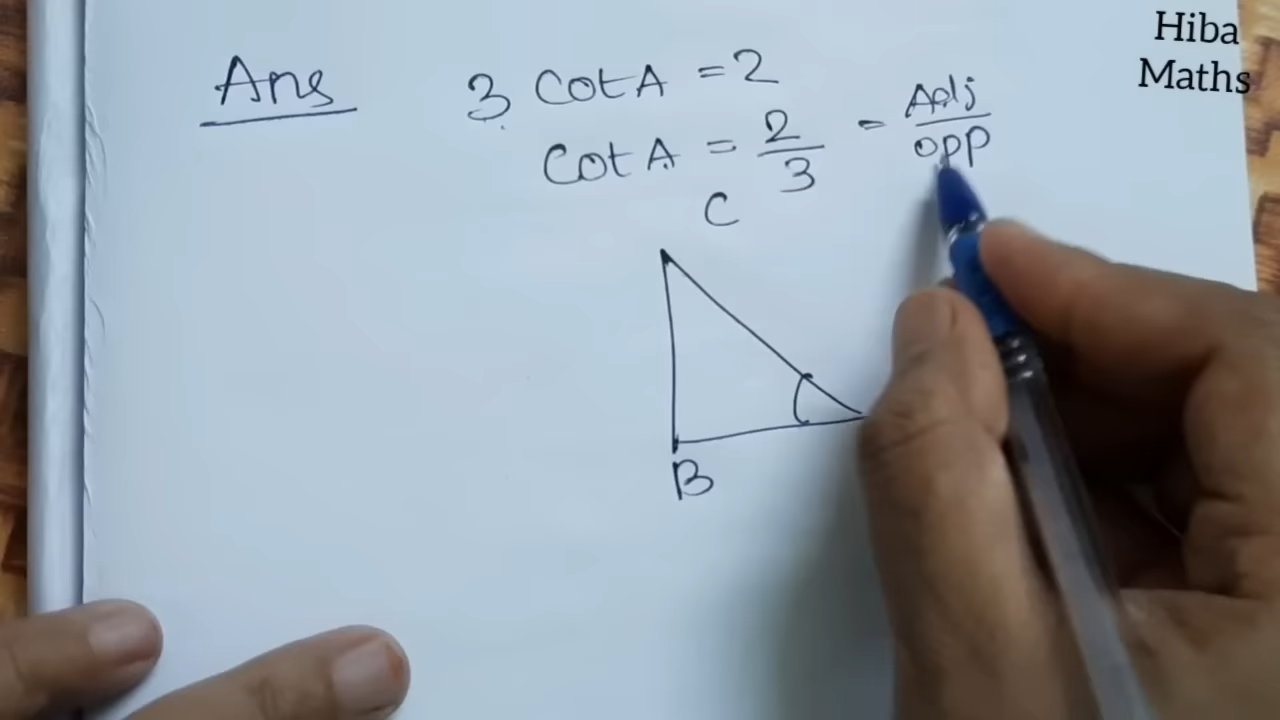 Hiba
Maths
Ans
3 cot A = 2
cot A = 2/3 = Adj/opp
C
B